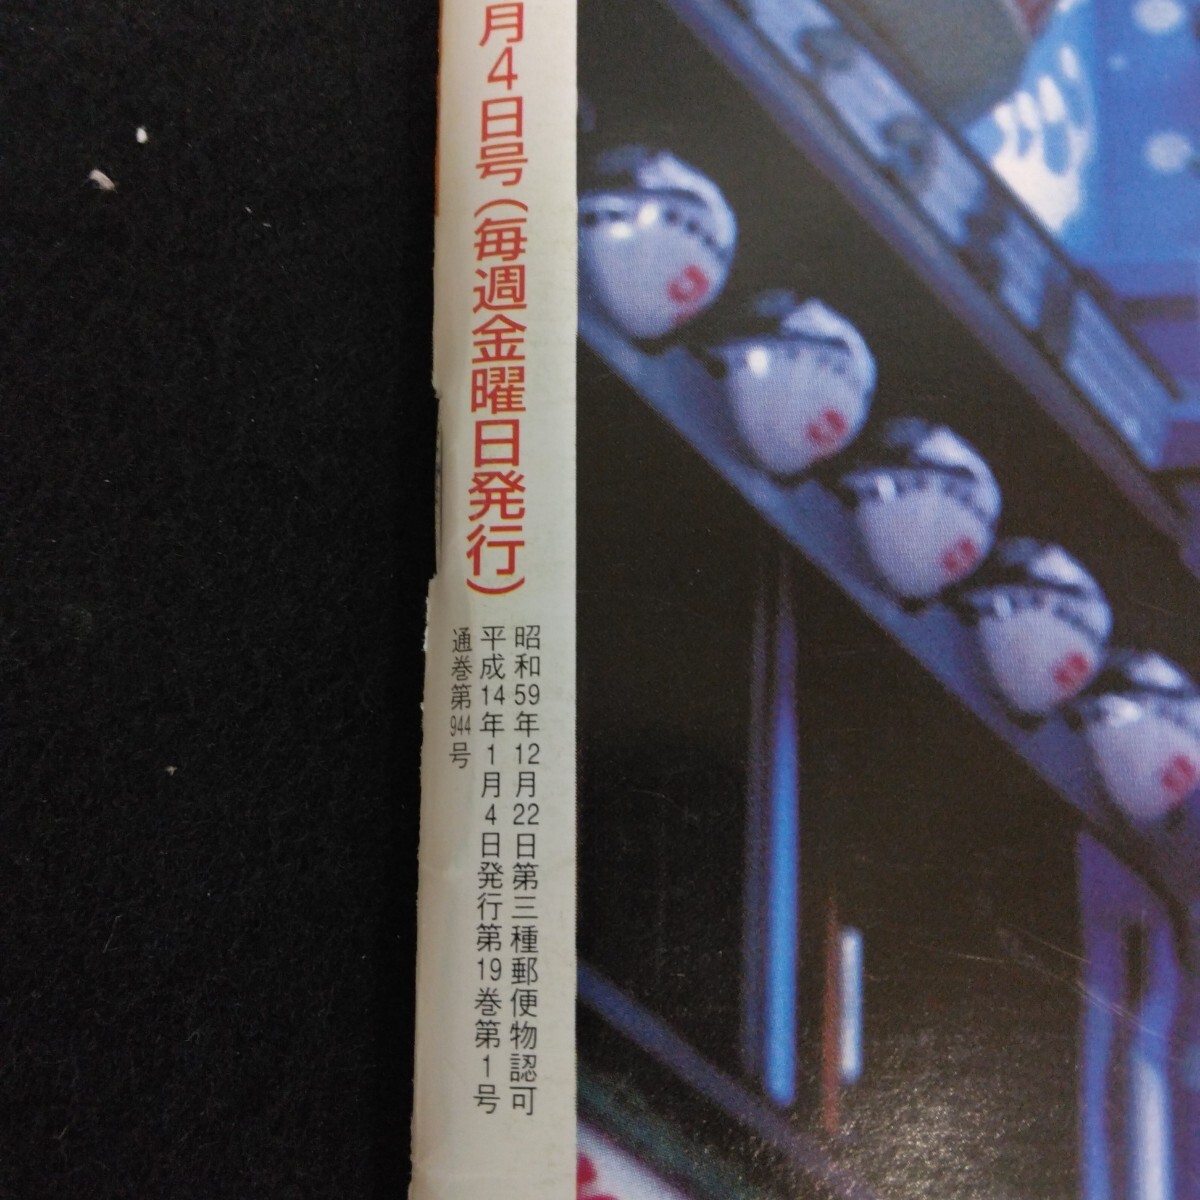 月4日号(毎週金曜日発行)
昭和59年12月22日第三種郵便物認可
平成14年1月4日発行第19巻第1号
通巻第944号